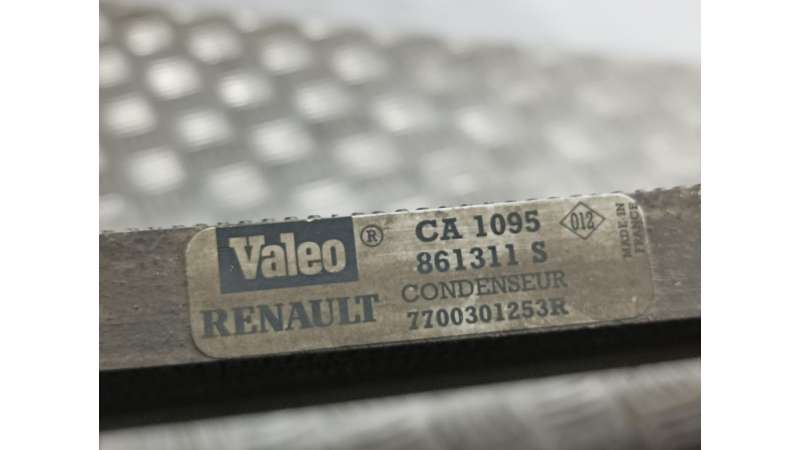 Valeo ® CA 1095 012
861311 S
CONDENSEUR
RENAULT 7700301253R
MADE IN
FRANCE